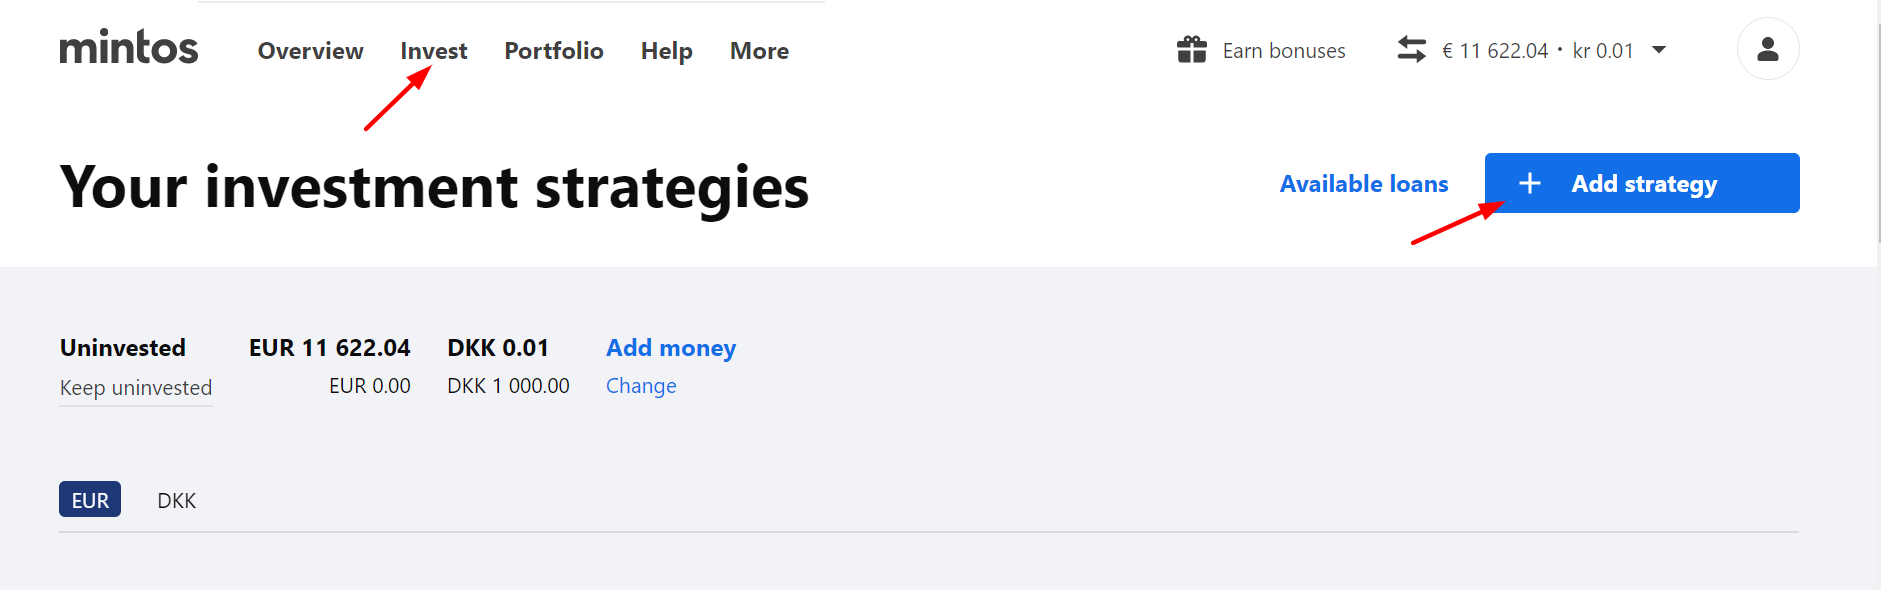 mintos Overview Invest Portfolio Help More Earn bonuses € 11 622.04 • kr 0.01
Your investment strategies Available loans + Add strategy
Uninvested EUR 11 622.04 DKK 0.01 Add money
Keep uninvested EUR 0.00 DKK 1 000.00 Change
EUR DKK